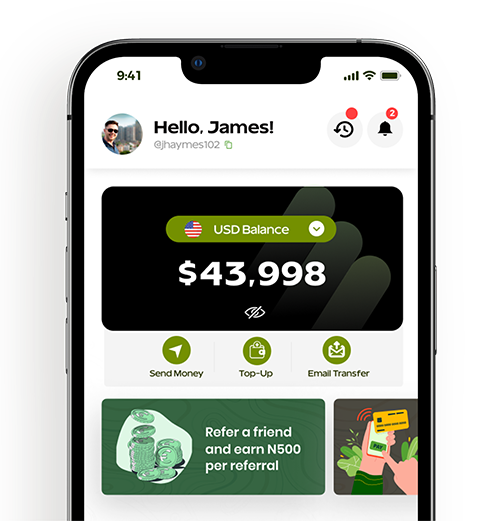 9:41
Hello, James!
@jhaymes102
2
USD Balance
$43,998
Send Money
Top-Up
Email Transfer
Refer a friend
and earn N500
per referral
PAY